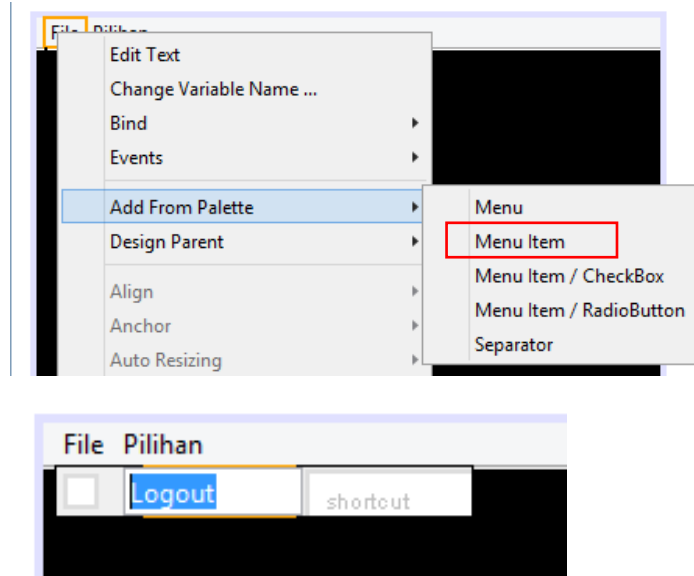 File Pilihan
Edit Text
Change Variable Name ...
Bind
Events
Add From Palette
Design Parent
Align
Anchor
Auto Resizing
Menu
Menu Item
Menu Item / CheckBox
Menu Item / RadioButton
Separator
File Pilihan
Logout
shortcut